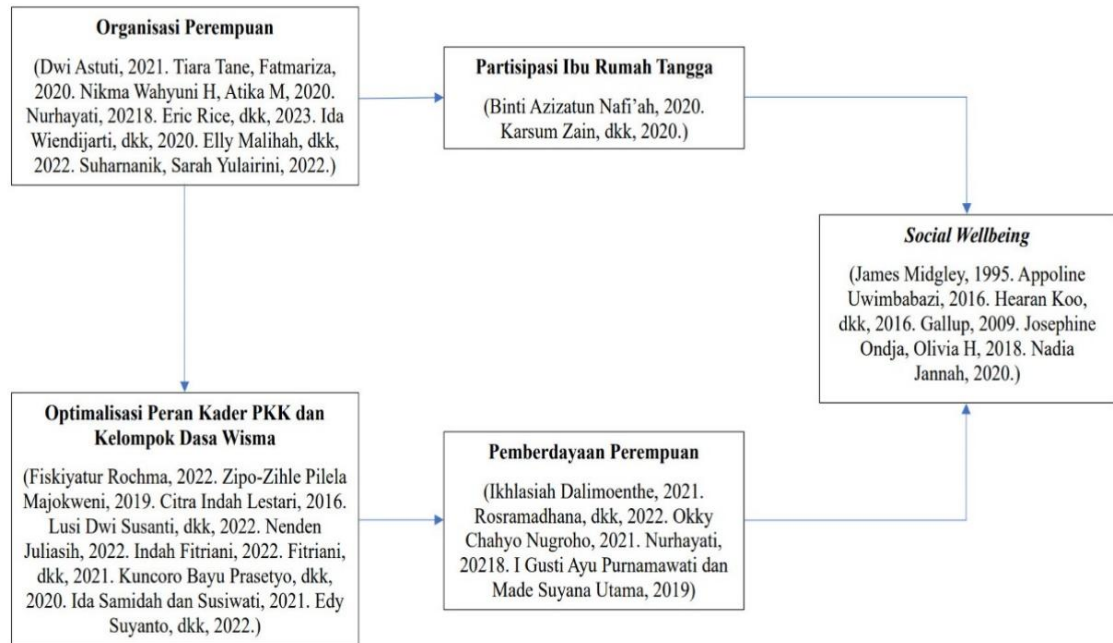 Organisasi Perempuan
(Dwi Astuti, 2021. Tiara Tane, Fatmariza,
2020. Nikma Wahyuni H, Atika M, 2020.
Nurhayati, 20218. Eric Rice, dkk, 2023. Ida
Wiendijarti, dkk, 2020. Elly Malihah, dkk,
2022. Suharnanik, Sarah Yulairini, 2022.)
Partisipasi Ibu Rumah Tangga
(Binti Azizatun Nafi’ah, 2020.
Karsum Zain, dkk, 2020.)
Social Wellbeing
(James Midgley, 1995. Appoline
Uwimbabazi, 2016. Hearan Koo,
dkk, 2016. Gallup, 2009. Josephine
Ondja, Olivia H, 2018. Nadia
Jannah, 2020.)
Optimalisasi Peran Kader PKK dan
Kelompok Dasa Wisma
(Fiskiyatur Rochma, 2022. Zipo-Zihle Pilela
Majokweni, 2019. Citra Indah Lestari, 2016.
Lusi Dwi Susanti, dkk, 2022. Nenden
Juliasih, 2022. Indah Fitriani, 2022. Fitriani,
dkk, 2021. Kuncoro Bayu Prasetyo, dkk,
2020. Ida Samidah dan Susiwati, 2021. Edy
Suyanto, dkk, 2022.)
Pemberdayaan Perempuan
(Ikhlasiah Dalimoenthe, 2021.
Rosramadhana, dkk, 2022. Okky
Chahyo Nugroho, 2021. Nurhayati,
20218. I Gusti Ayu Purnamawati dan
Made Suyana Utama, 2019)